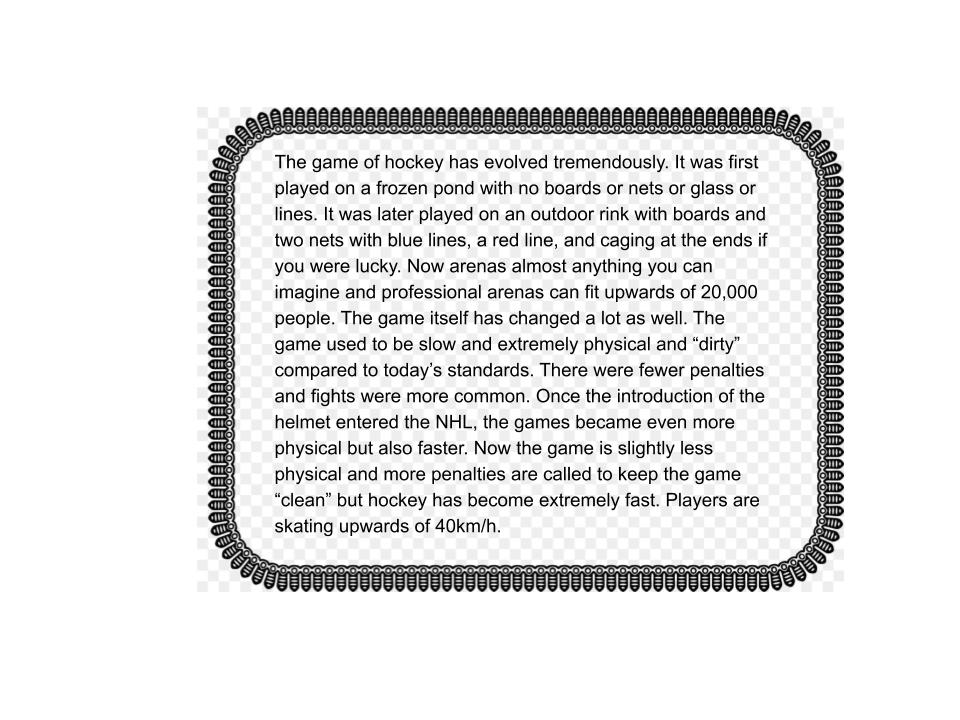 The game of hockey has evolved tremendously. It was first
played on a frozen pond with no boards or nets or glass or
lines. It was later played on an outdoor rink with boards and
two nets with blue lines, a red line, and caging at the ends if
you were lucky. Now arenas almost anything you can
imagine and professional arenas can fit upwards of 20,000
people. The game itself has changed a lot as well. The
game used to be slow and extremely physical and “dirty”
compared to today’s standards. There were fewer penalties
and fights were more common. Once the introduction of the
helmet entered the NHL, the games became even more
physical but also faster. Now the game is slightly less
physical and more penalties are called to keep the game
“clean” but hockey has become extremely fast. Players are
skating upwards of 40km/h.